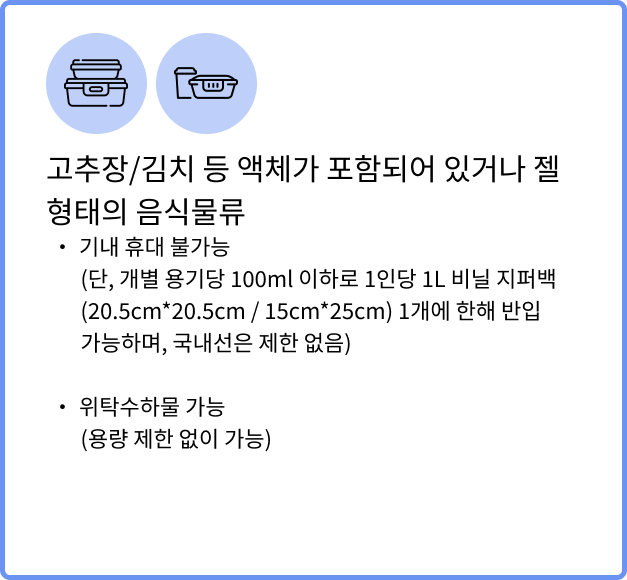 고추장/김치 등 액체가 포함되어 있거나 젤
형태의 음식물류
• 기내 휴대 불가능
(단, 개별 용기당 100ml 이하로 1인당 1L 비닐 지퍼백
(20.5cm*20.5cm / 15cm*25cm) 1개에 한해 반입
가능하며, 국내선은 제한 없음)
• 위탁수하물 가능
(용량 제한 없이 가능)